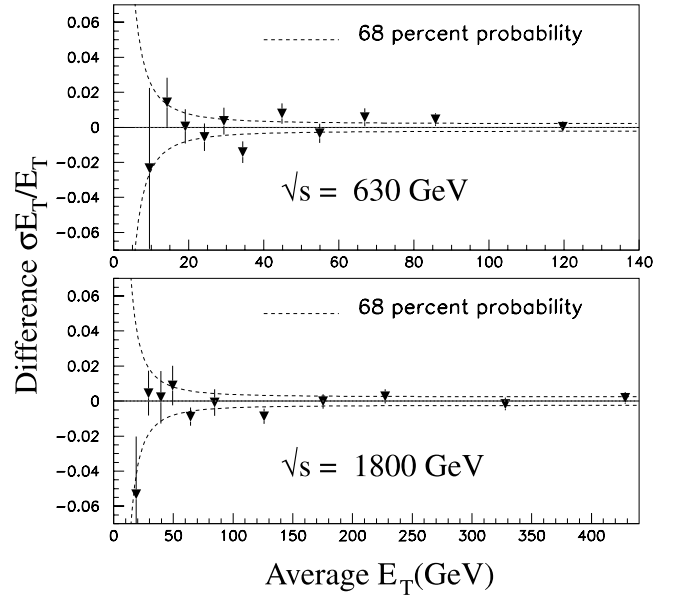 Difference σE_T/E_T
0.06
0.04
0.02
0
-0.02
-0.04
-0.06
68 percent probability
√s = 630 GeV
0 20 40 60 80 100 120 140
0.06
0.04
0.02
0
-0.02
-0.04
-0.06
68 percent probability
√s = 1800 GeV
0 50 100 150 200 250 300 350 400
Average E_T(GeV)